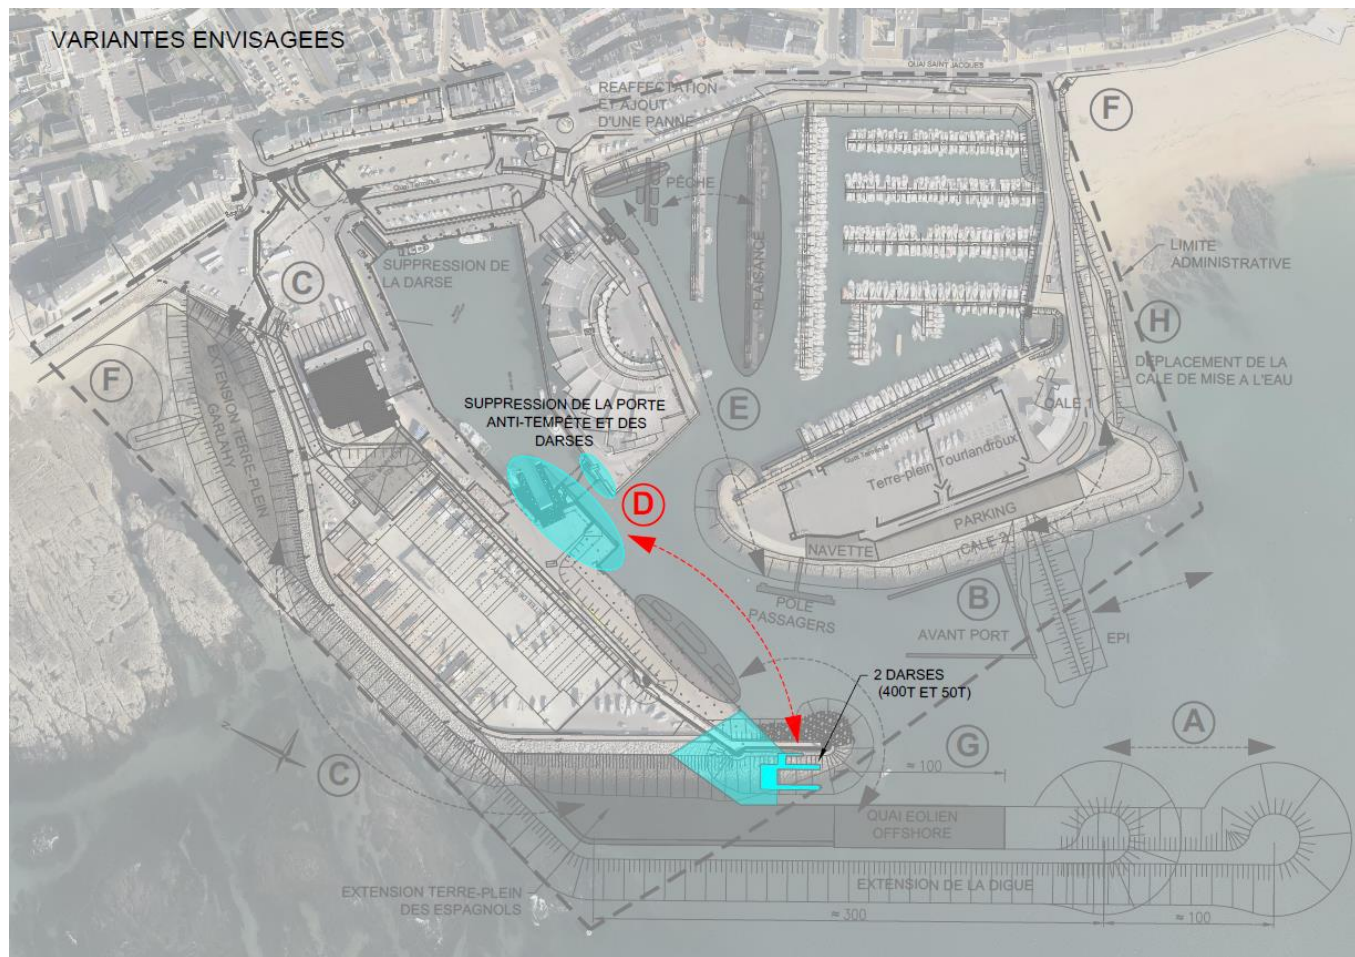 VARIANTES ENVISAGEES
QUAI SAINT JACQUES
REAFFECTATION
ET AJOUT
D'UNE PANNE
F
PÊCHE
PLAISANCE
LIMITE
ADMINISTRATIVE
SUPPRESSION DE
LA DARSE
C
H
DEPLACEMENT DE LA
CALE DE MISE A L'EAU
F
EXTENSION TERRE-PLEIN
GARLAHY
SUPPRESSION DE LA PORTE
ANTI-TEMPETE ET DES
DARSES
E
CALE 1
Terre-plein Tourlandroux
D
PARKING
NAVETTE
CALE 2
POLE
PASSAGERS
B
AVANT PORT
EPI
2 DARSES
(400T ET 50T)
A
G
≈ 100
C
QUAI EOLIEN
OFFSHORE
EXTENSION TERRE-PLEIN
DES ESPAGNOLS
EXTENSION DE LA DIGUE
≈ 300
≈ 100